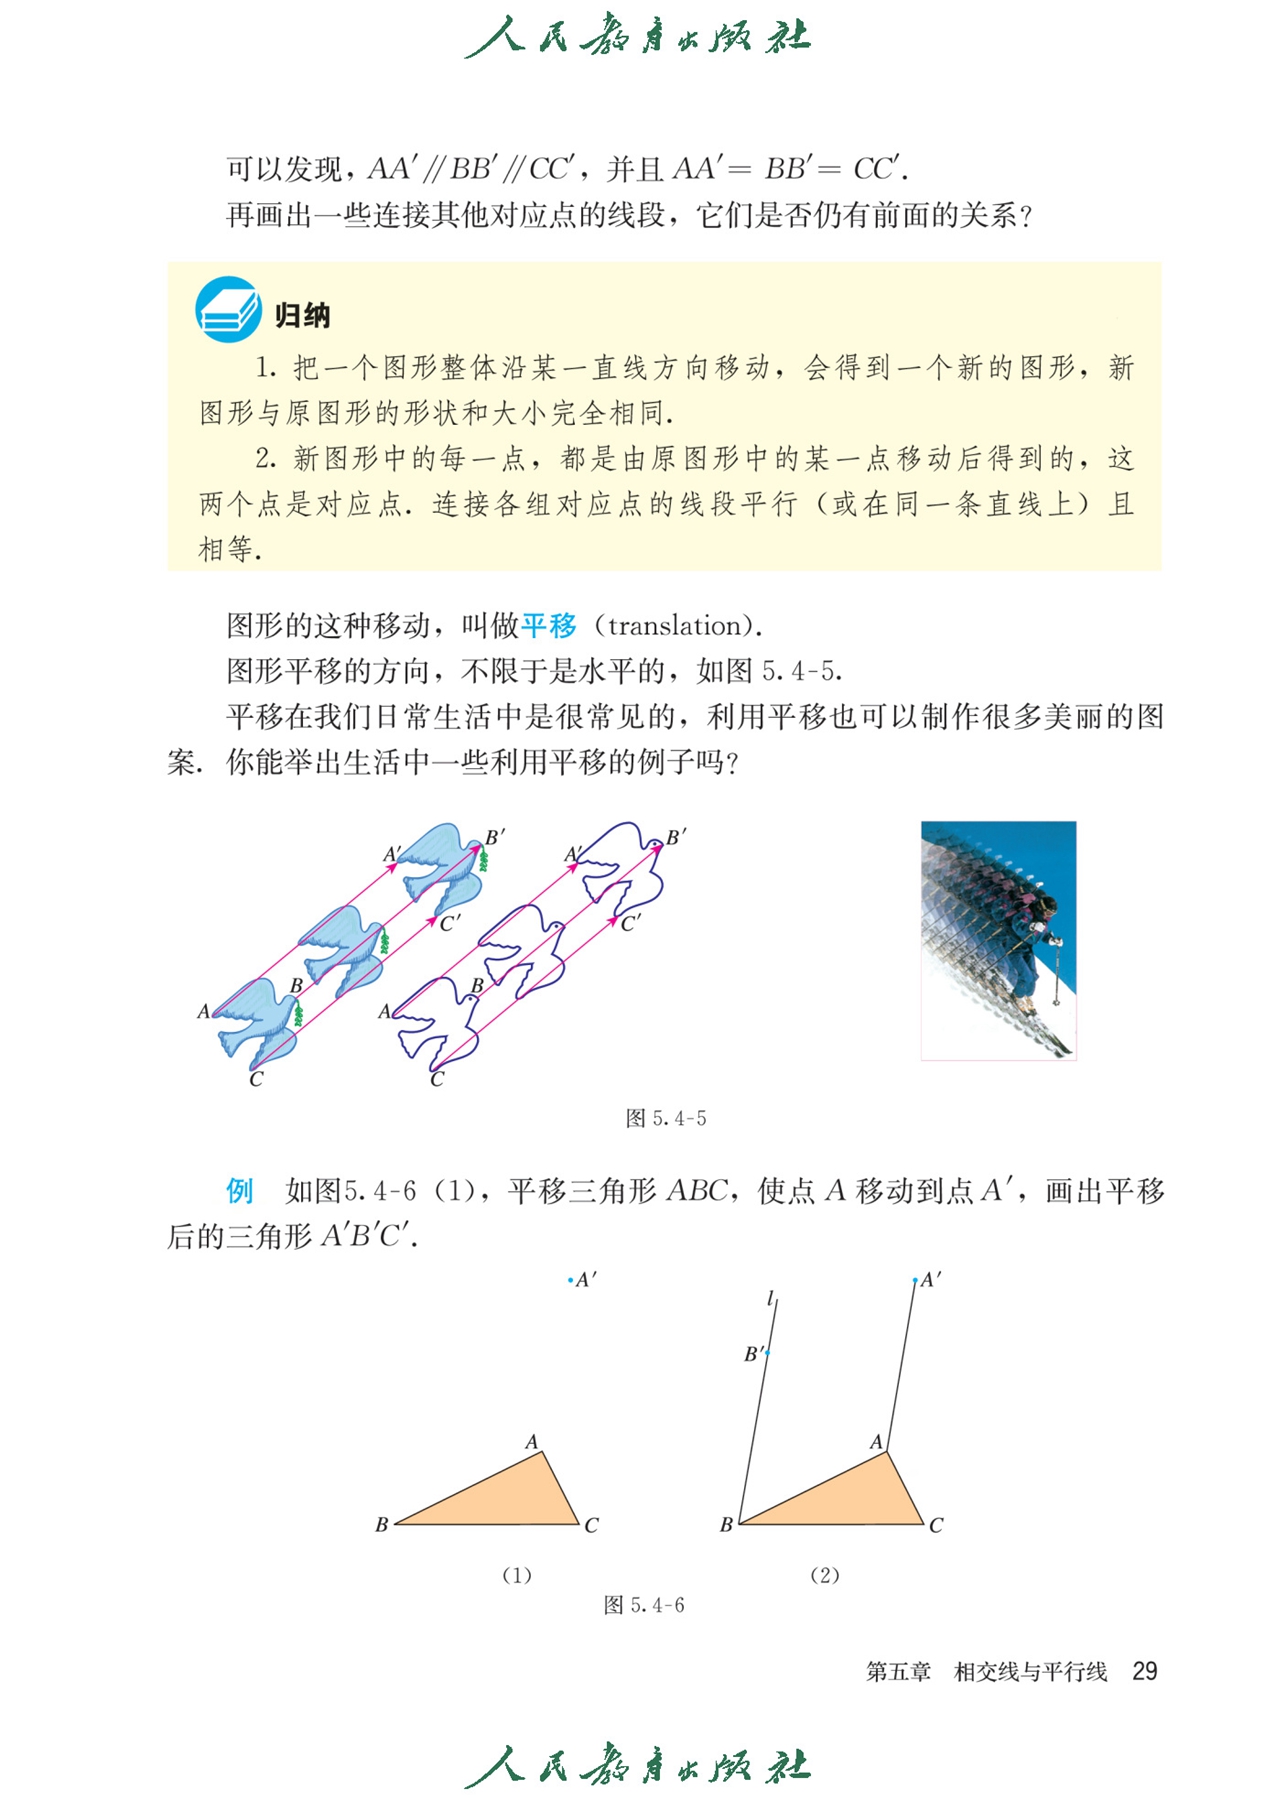 人民教育出版社
可以发现，AA′∥BB′∥CC′，并且 AA′＝ BB′＝ CC′.
再画出一些连接其他对应点的线段，它们是否仍有前面的关系？
归纳
1. 把一个图形整体沿某一直线方向移动，会得到一个新的图形，新
图形与原图形的形状和大小完全相同.
2. 新图形中的每一点，都是由原图形中的某一点移动后得到的，这
两个点是对应点. 连接各组对应点的线段平行（或在同一条直线上）且
相等.
图形的这种移动，叫做平移（translation）.
图形平移的方向，不限于是水平的，如图 5.4-5.
平移在我们日常生活中是很常见的，利用平移也可以制作很多美丽的图
案. 你能举出生活中一些利用平移的例子吗？
A′ B′ A′ B′
C′ C′
A B A B
C C
图 5.4-5
例 如图5.4-6（1），平移三角形 ABC，使点 A 移动到点 A′，画出平移
后的三角形 A′B′C′.
A′ A′
l
B′
A A
B C B C
（1） （2）
图 5.4-6
第五章 相交线与平行线 29
人民教育出版社